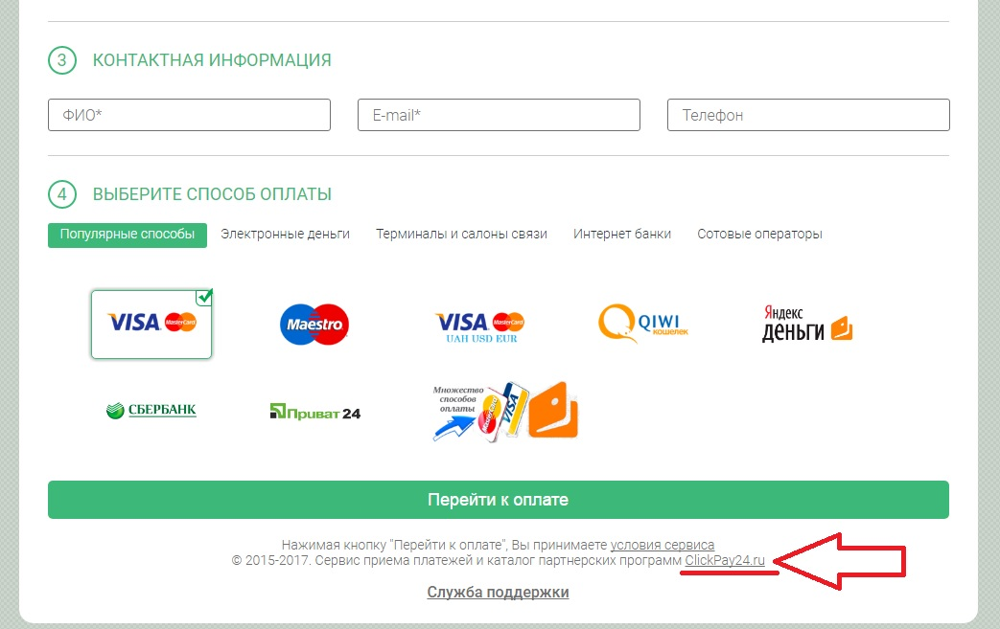 3 КОНТАКТНАЯ ИНФОРМАЦИЯ
ФИО* E-mail* Телефон
4 ВЫБЕРИТЕ СПОСОБ ОПЛАТЫ
Популярные способы Электронные деньги Терминалы и салоны связи Интернет банки Сотовые операторы
VISA MasterCard
Maestro
VISA MasterCard
UAH USD EUR
QIWI
кошелек
Яндекс
деньги
СБЕРБАНК
Приват 24
Множество
способов
оплаты
MasterCard
VISA
Перейти к оплате
Нажимая кнопку "Перейти к оплате", Вы принимаете условия сервиса
© 2015-2017. Сервис приема платежей и каталог партнерских программ ClickPay24.ru
Служба поддержки